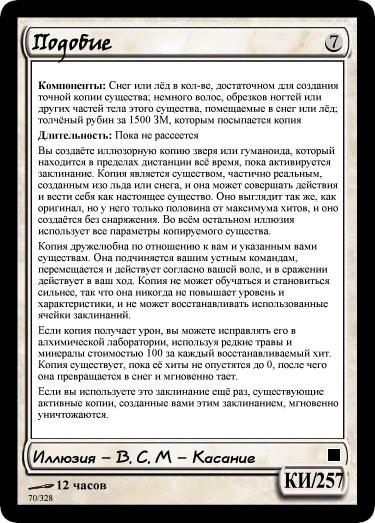 Подобие
7
Компоненты: Снег или лёд в кол-ве, достаточном для создания
точной копии существа; немного волос, обрезков ногтей или
других частей тела этого существа, помещаемые в снег или лёд;
толчёный рубин за 1500 ЗМ, которым посыпается копия
Длительность: Пока не рассеется
Вы создаёте иллюзорную копию зверя или гуманоида, который
находится в пределах дистанции всё время, пока активируется
заклинание. Копия является существом, частично реальным,
созданным изо льда или снега, и она может совершать действия
и вести себя как настоящее существо. Оно выглядит так же, как
оригинал, но у него только половина от максимума хитов, и оно
создаётся без снаряжения. Во всём остальном иллюзия
использует все параметры копируемого существа.
Копия дружелюбна по отношению к вам и указанным вами
существам. Она подчиняется вашим устным командам,
перемещается и действует согласно вашей воле, и в сражении
действует в ваш ход. Копия не может обучаться и становиться
сильнее, так что она никогда не повышает уровень и
характеристики, и не может восстанавливать использованные
ячейки заклинаний.
Если копия получает урон, вы можете исправлять его в
алхимической лаборатории, используя редкие травы и
минералы стоимостью 100 за каждый восстанавливаемый хит.
Копия существует, пока её хиты не опустятся до 0, после чего
она превращается в снег и мгновенно тает.
Если вы используете это заклинание ещё раз, существующие
активные копии, созданные вами этим заклинанием, мгновенно
уничтожаются.
Иллюзия – В, С, М – Касание
12 часов
КИ/257
70/328